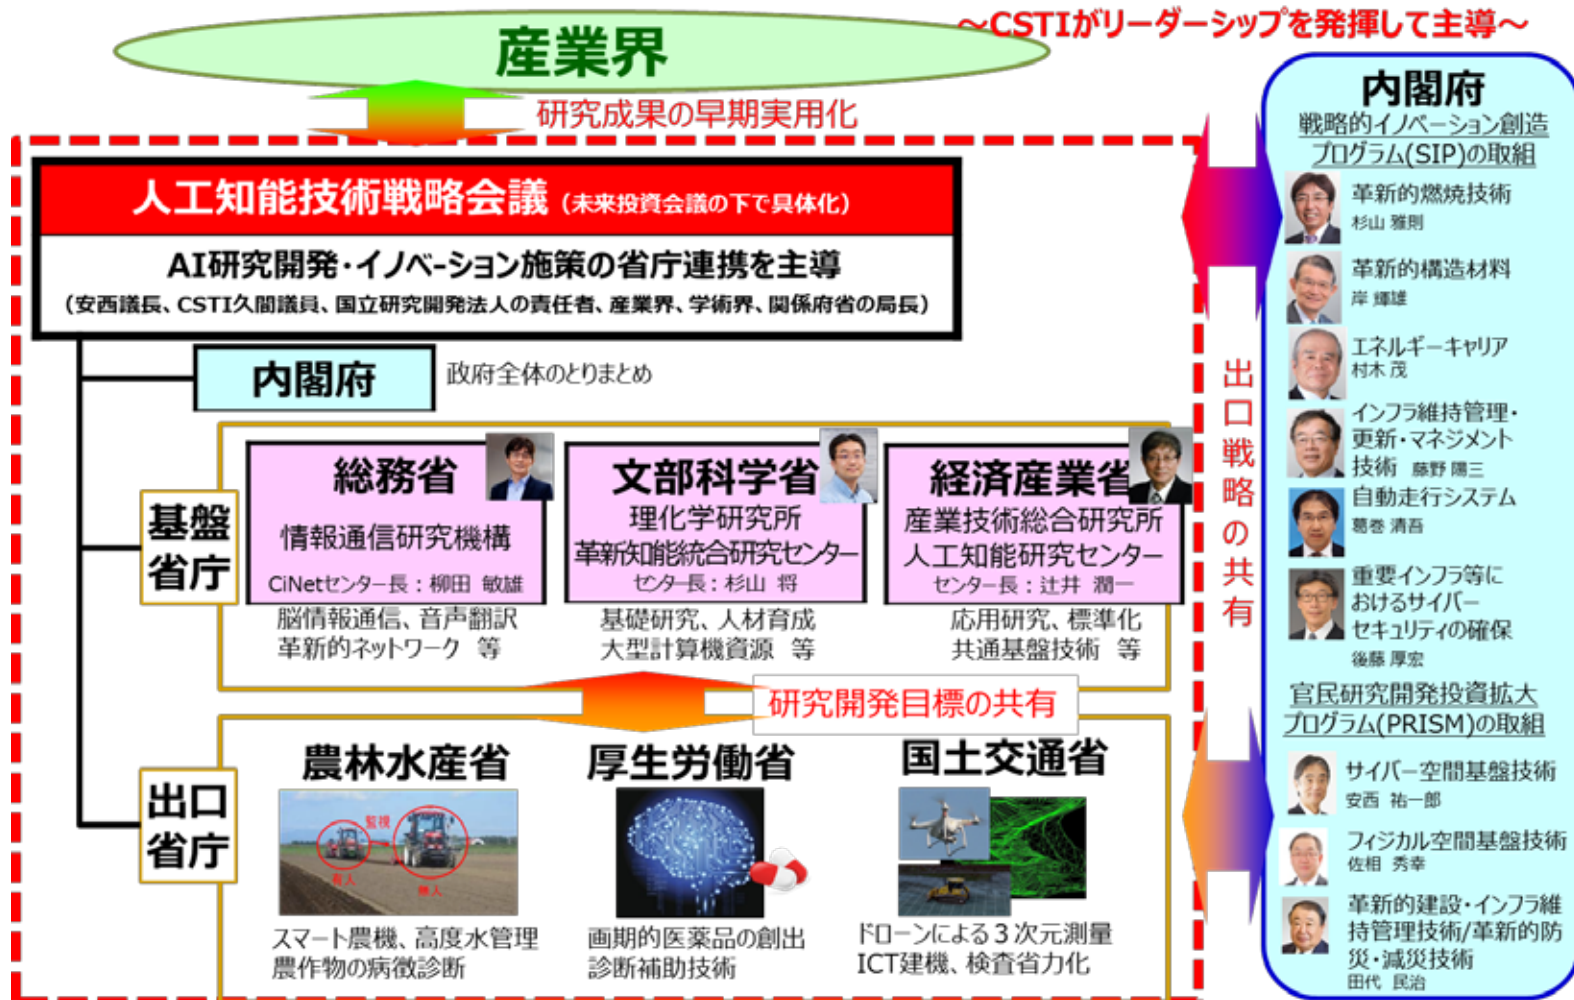 ～CSTIがリーダーシップを発揮して主導～
産業界
研究成果の早期実用化
人工知能技術戦略会議（未来投資会議の下で具体化）
AI研究開発・イノベーション施策の省庁連携を主導
（安西議長、CSTI久間議員、国立研究開発法人の責任者、産業界、学術界、関係府省の局長）
内閣府
政府全体のとりまとめ
基盤
省庁
総務省
情報通信研究機構
CiNetセンター長：柳田 敏雄
脳情報通信、音声翻訳
革新的ネットワーク 等
文部科学省
理化学研究所
革新知能統合研究センター
センター長：杉山 将
基礎研究、人材育成
大型計算機資源 等
経済産業省
産業技術総合研究所
人工知能研究センター
センター長：辻井 潤一
応用研究、標準化
共通基盤技術 等
研究開発目標の共有
出口
省庁
農林水産省
監視
有人
無人
スマート農機、高度水管理
農作物の病徴診断
厚生労働省
画期的医薬品の創出
診断補助技術
国土交通省
ドローンによる３次元測量
ICT建機、検査省力化
出口戦略の共有
内閣府
戦略的イノベーション創造
プログラム(SIP)の取組
革新的燃焼技術
杉山 雅則
革新的構造材料
岸 輝雄
エネルギーキャリア
村木 茂
インフラ維持管理・
更新・マネジメント
技術 藤野 陽三
自動走行システム
葛巻 清吾
重要インフラ等に
おけるサイバー
セキュリティの確保
後藤 厚宏
官民研究開発投資拡大
プログラム(PRISM)の取組
サイバー空間基盤技術
安西 祐一郎
フィジカル空間基盤技術
佐相 秀幸
革新的建設・インフラ維
持管理技術/革新的防
災・減災技術
田代 民治